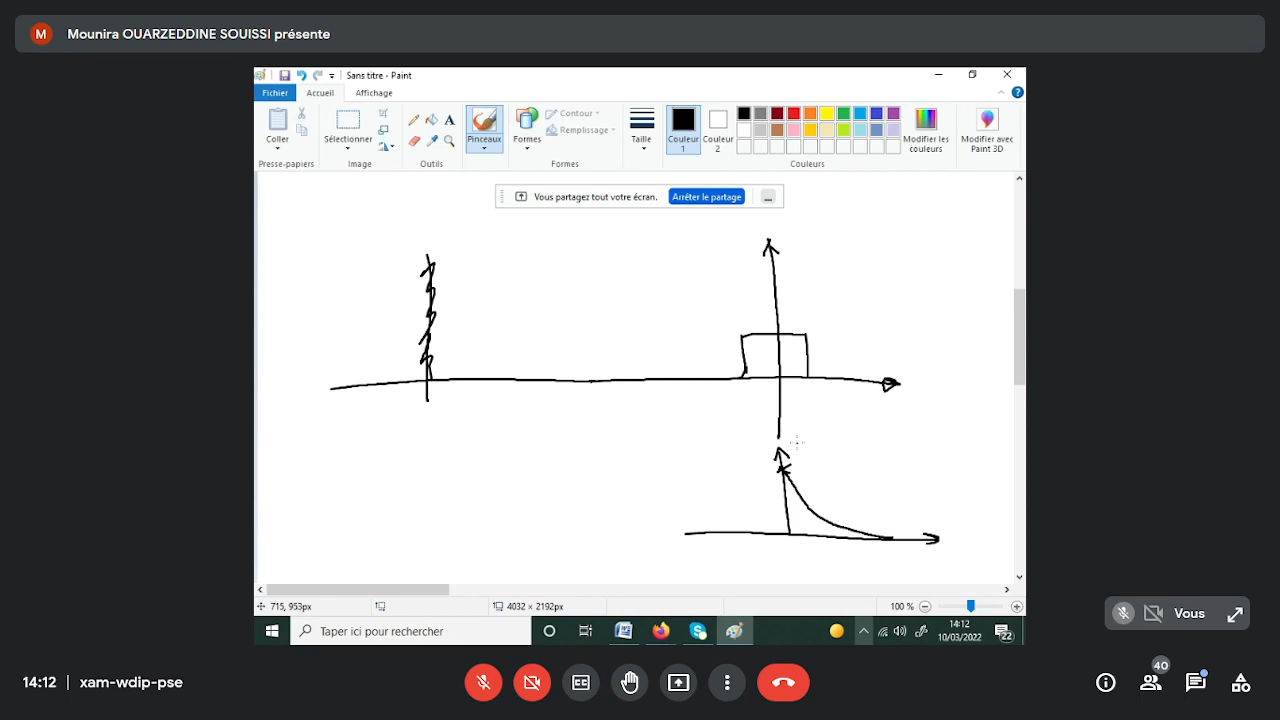 M Mounira OUARZEDDINE SOUISSI présente
Sans titre - Paint
Fichier Accueil Affichage
Coller
Sélectionner
A
Pinceaux
Formes
Contour
Remplissage
Taille
Couleur 1
Couleur 2
Modifier les couleurs
Modifier avec Paint 3D
Presse-papiers Image Outils Formes Couleurs
Vous partagez tout votre écran. Arrêter le partage
715, 953px 4032 × 2192px 100 %
Taper ici pour rechercher
14:12
10/03/2022
22
Vous
14:12 | xam-wdip-pse
40